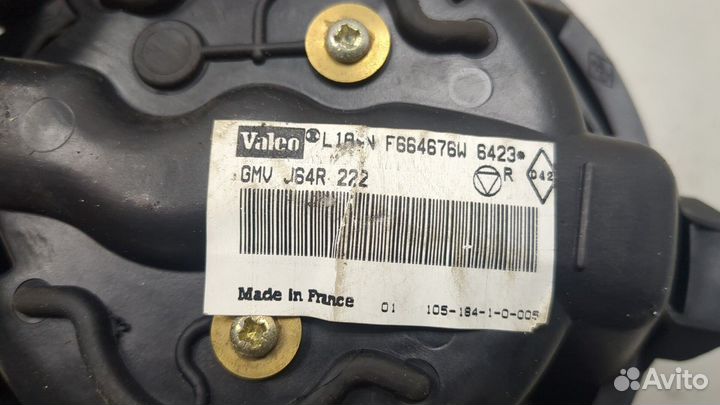 Valeo L1A-N F664676W 6423*
GMV J64R 222
R 042
Made in France 01 105-184-1-0-005
Avito